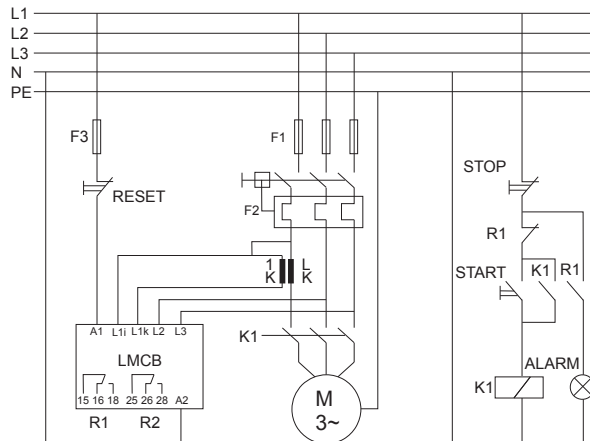 L1
L2
L3
N
PE
F3
F1
STOP
RESET
F2
R1
1 L
K K
START K1 R1
K1
A1 L1i L1k L2 L3
LMCB
ALARM
15 16 18 25 26 28 A2
K1
R1 R2
M
3~